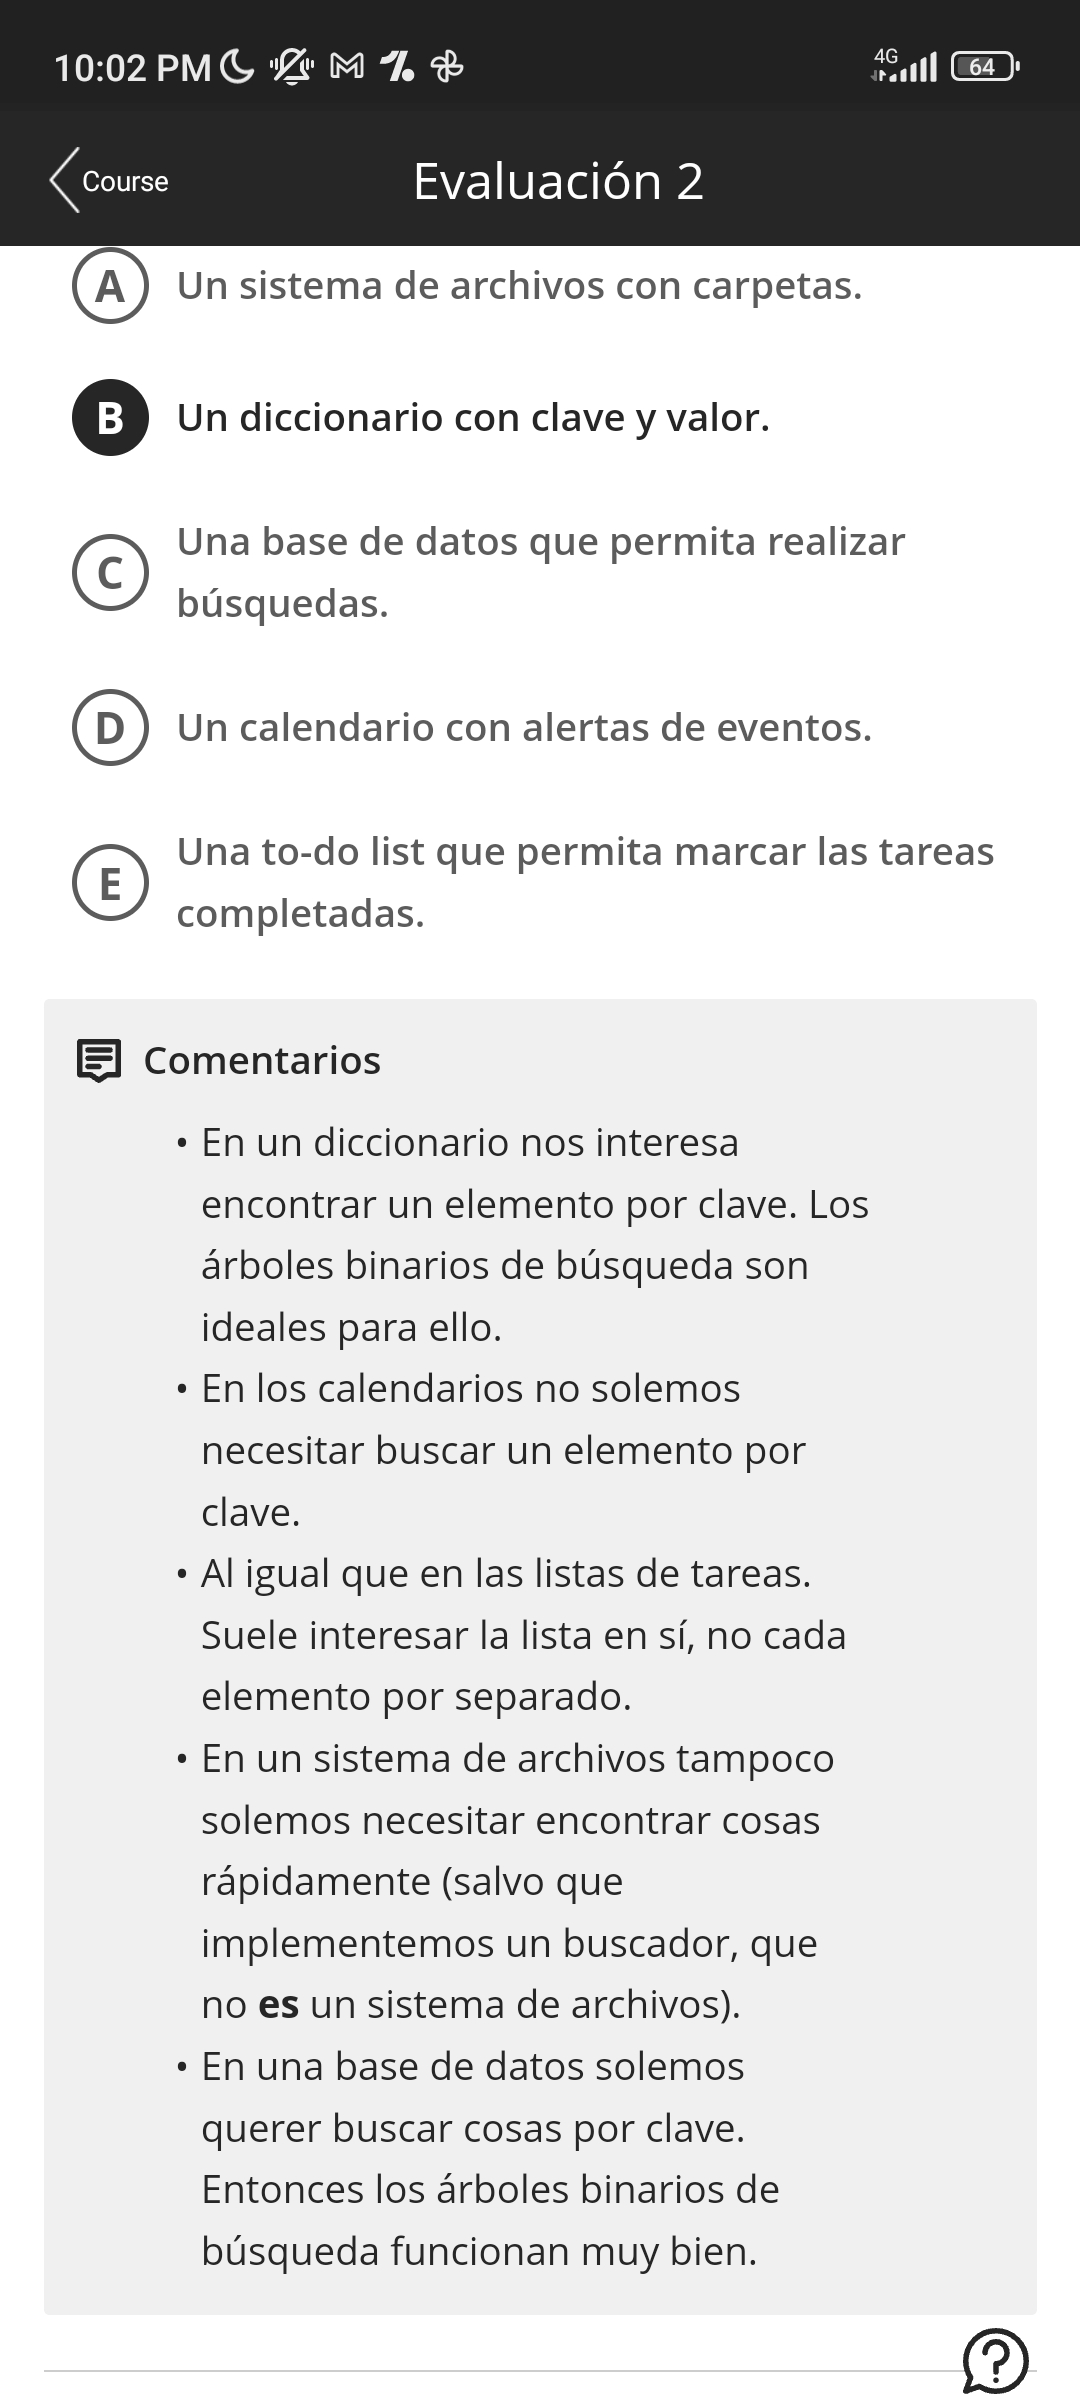 10:02 PM
4G
64
Course
Evaluación 2
A Un sistema de archivos con carpetas.
B Un diccionario con clave y valor.
C Una base de datos que permita realizar
búsquedas.
D Un calendario con alertas de eventos.
E Una to-do list que permita marcar las tareas
completadas.
Comentarios
• En un diccionario nos interesa
encontrar un elemento por clave. Los
árboles binarios de búsqueda son
ideales para ello.
• En los calendarios no solemos
necesitar buscar un elemento por
clave.
• Al igual que en las listas de tareas.
Suele interesar la lista en sí, no cada
elemento por separado.
• En un sistema de archivos tampoco
solemos necesitar encontrar cosas
rápidamente (salvo que
implementemos un buscador, que
no es un sistema de archivos).
• En una base de datos solemos
querer buscar cosas por clave.
Entonces los árboles binarios de
búsqueda funcionan muy bien.